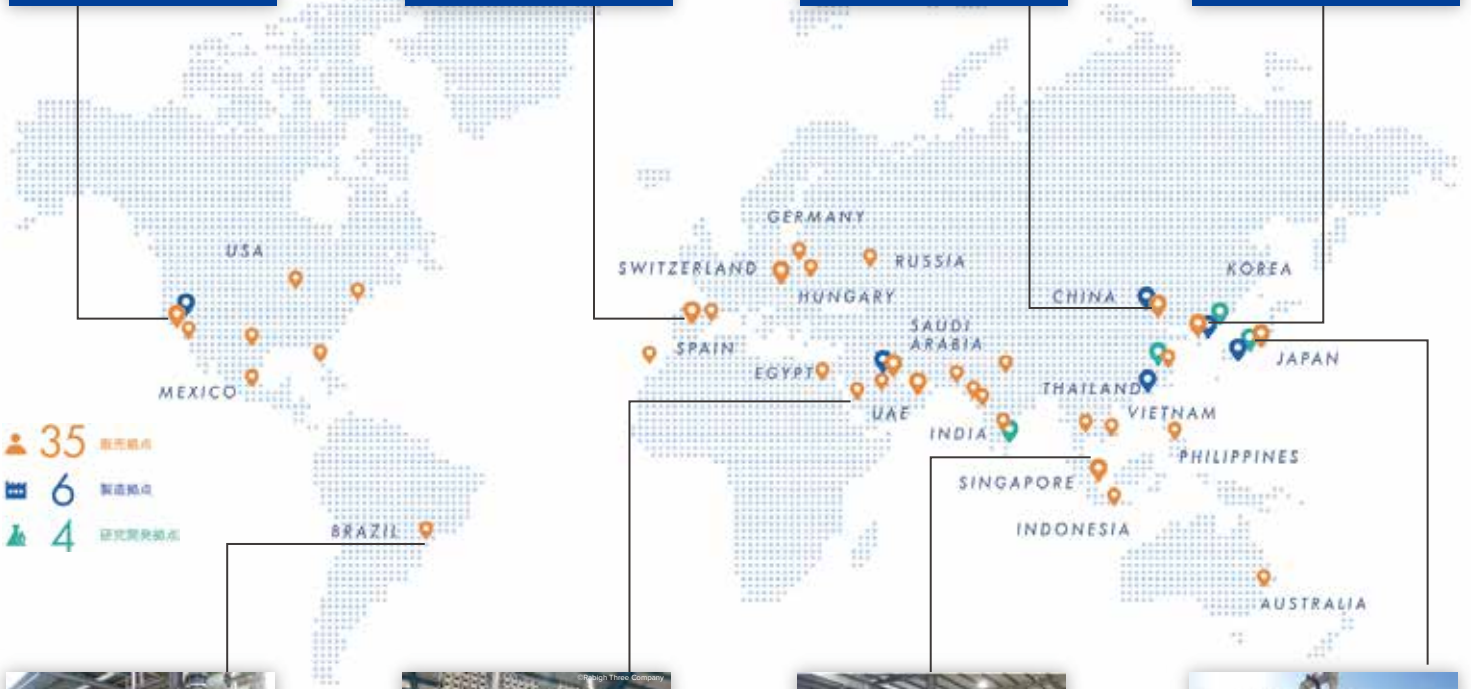 GERMANY
USA
SWITZERLAND
RUSSIA
KOREA
HUNGARY
CHINA
SAUDI
ARABIA
SPAIN
JAPAN
EGYPT
MEXICO
THAILAND
UAE
VIETNAM
INDIA
35 販売拠点
PHILIPPINES
SINGAPORE
6 製造拠点
BRAZIL
INDONESIA
4 研究開発拠点
AUSTRALIA
©Rabigh Three Company